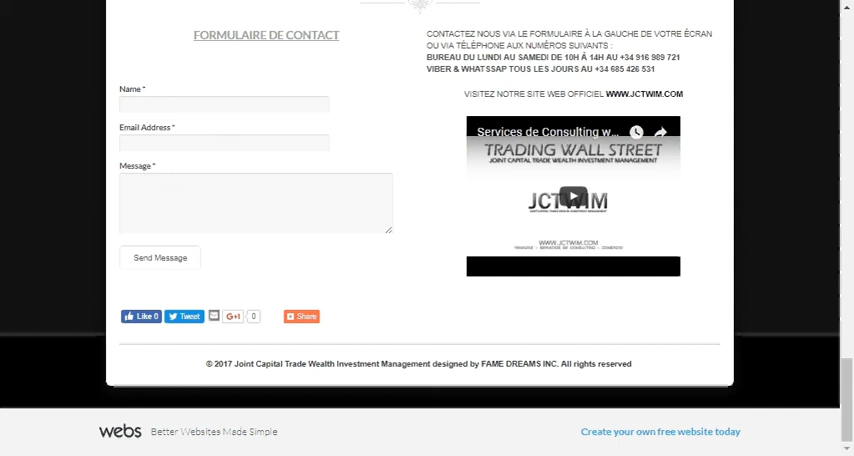 FORMULAIRE DE CONTACT
CONTACTEZ NOUS VIA LE FORMULAIRE À LA GAUCHE DE VOTRE ÉCRAN
OU VIA TÉLÉPHONE AUX NUMÉROS SUIVANTS :
BUREAU DU LUNDI AU SAMEDI DE 10H À 14H AU +34 916 989 721
VIBER & WHATSSAP TOUS LES JOURS AU +34 685 426 531
Name *
Email Address *
Message *
Send Message
VISITEZ NOTRE SITE WEB OFFICIEL WWW.JCTWIM.COM
Services de Consulting w...
TRADING WALL STREET
JOINT CAPITAL TRADE WEALTH INVESTMENT MANAGEMENT
JCTWIM
WWW.JCTWIM.COM
Like 0
Tweet
G+1
0
Share
© 2017 Joint Capital Trade Wealth Investment Management designed by FAME DREAMS INC. All rights reserved
webs
Better Websites Made Simple
Create your own free website today